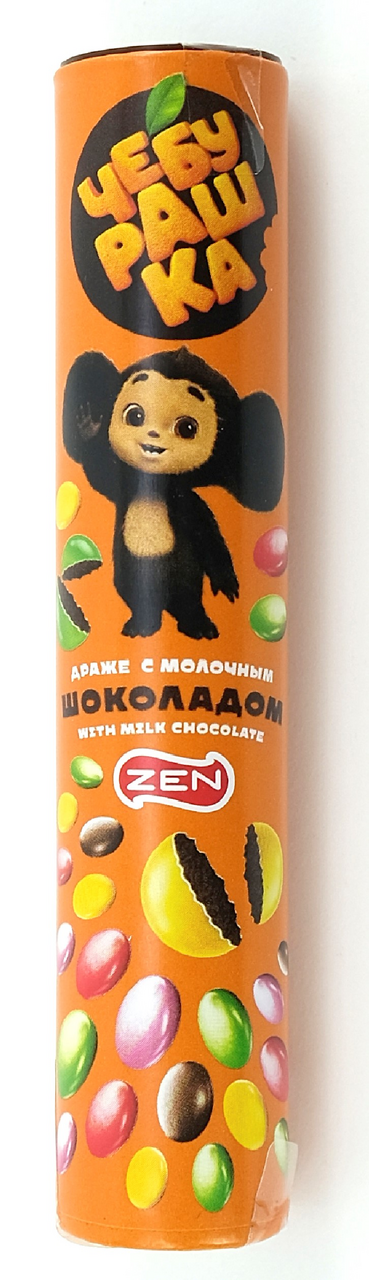 ЧЕБУ
РАШ
КА
ДРАЖЕ С МОЛОЧНЫМ
ШОКОЛАДОМ
WITH MILK CHOCOLATE
ZEN